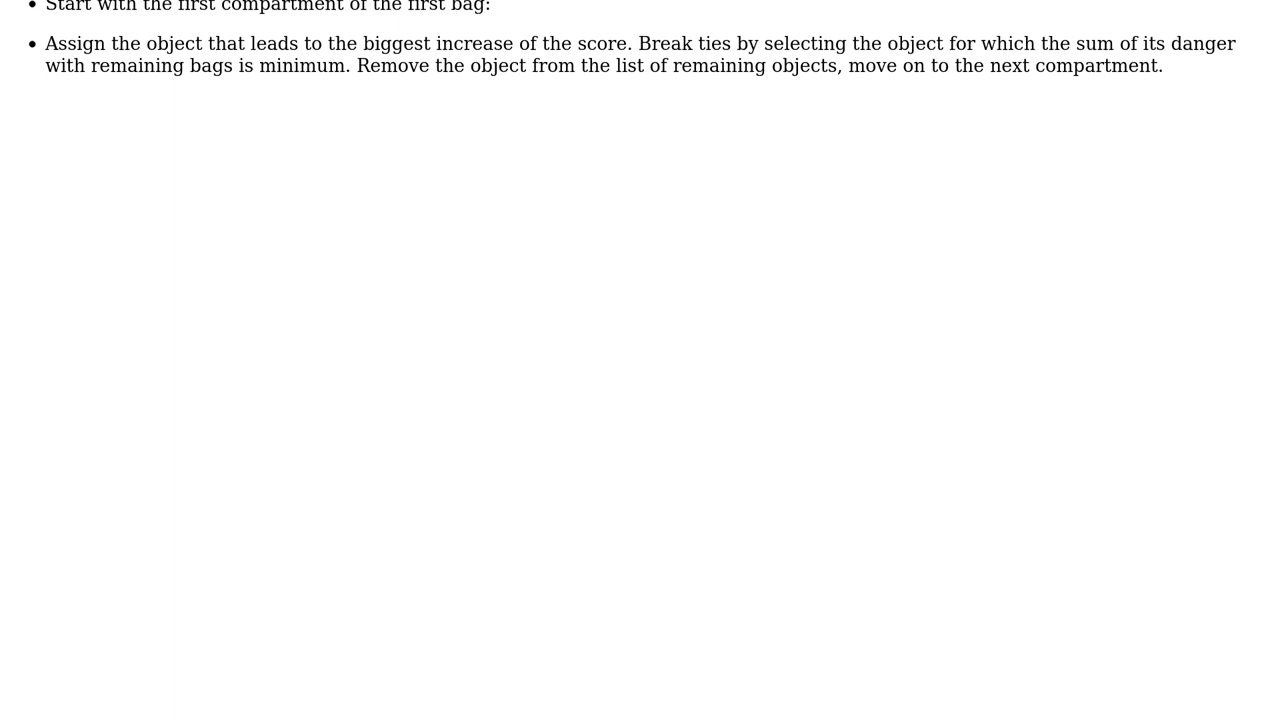 • Start with the first compartment of the first bag:
• Assign the object that leads to the biggest increase of the score. Break ties by selecting the object for which the sum of its danger
with remaining bags is minimum. Remove the object from the list of remaining objects, move on to the next compartment.